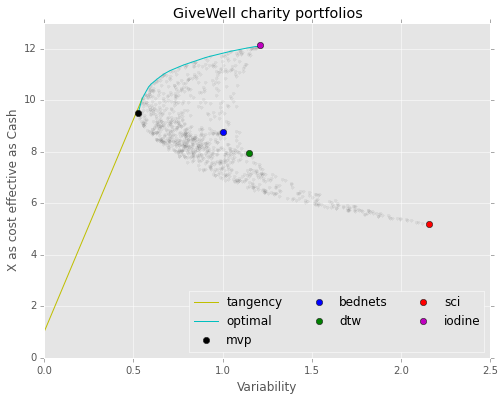 GiveWell charity portfolios
X as cost effective as Cash
12
10
8
6
4
2
0
tangency
optimal
mvp
bednets
dtw
sci
iodine
0.0 0.5 1.0 1.5 2.0 2.5
Variability